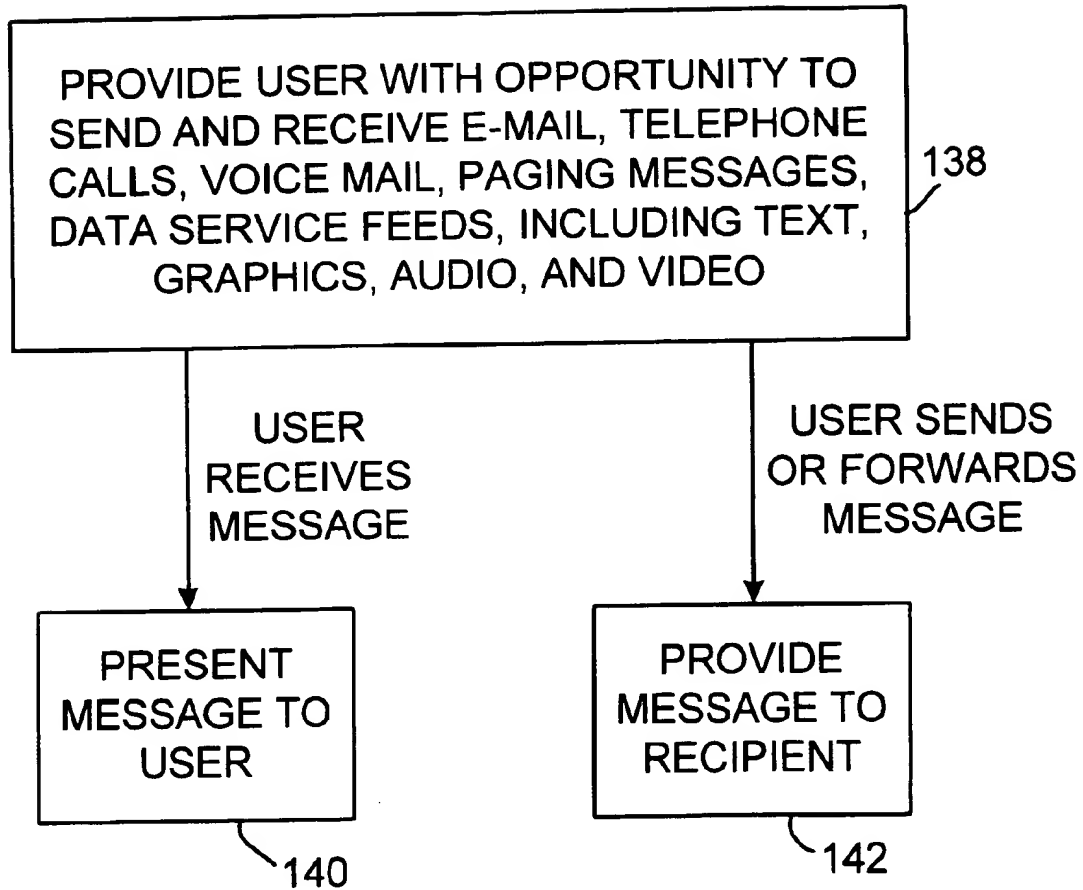 PROVIDE USER WITH OPPORTUNITY TO
SEND AND RECEIVE E-MAIL, TELEPHONE
CALLS, VOICE MAIL, PAGING MESSAGES,
DATA SERVICE FEEDS, INCLUDING TEXT,
GRAPHICS, AUDIO, AND VIDEO
138
USER
RECEIVES
MESSAGE
USER SENDS
OR FORWARDS
MESSAGE
PRESENT
MESSAGE TO
USER
140
PROVIDE
MESSAGE TO
RECIPIENT
142